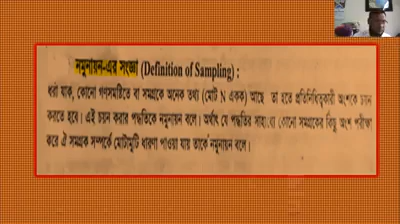 নমুনায়ন-এর সংজ্ঞা (Definition of Sampling) :
ধরা যাক, কোনো গণসমষ্টিতে বা সমগ্রকে অনেক তথ্য (মোট N একক) আছে তা হতে প্রতিনিধিত্বকারী অংশকে চয়ন
করতে হবে। এই চয়ন করার পদ্ধতিকে নমুনায়ন বলে। অর্থাৎ যে পদ্ধতির সাহায্যে কোনো সমগ্রকের কিছু অংশ পরীক্ষা
করে ঐ সমগ্রক সম্পর্কে মোটামুটি ধারণা পাওয়া যায় তাকে নমুনায়ন বলে।